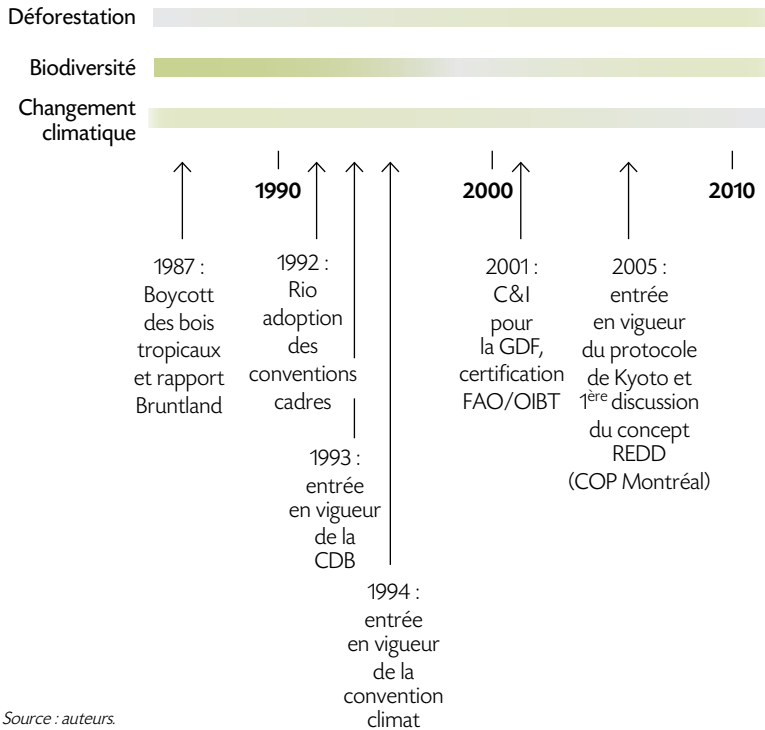 Déforestation
Biodiversité
Changement
climatique
1990
2000
2010
1987 :
Boycott
des bois
tropicaux
et rapport
Bruntland
1992 :
Rio
adoption
des
conventions
cadres
1993 :
entrée
en vigueur
de la
CDB
1994 :
entrée
en vigueur
de la
convention
climat
2001 :
C&I
pour
la GDF,
certification
FAO/OIBT
2005 :
entrée
en vigueur
du protocole
de Kyoto et
1ère discussion
du concept
REDD
(COP Montréal)
Source : auteurs.